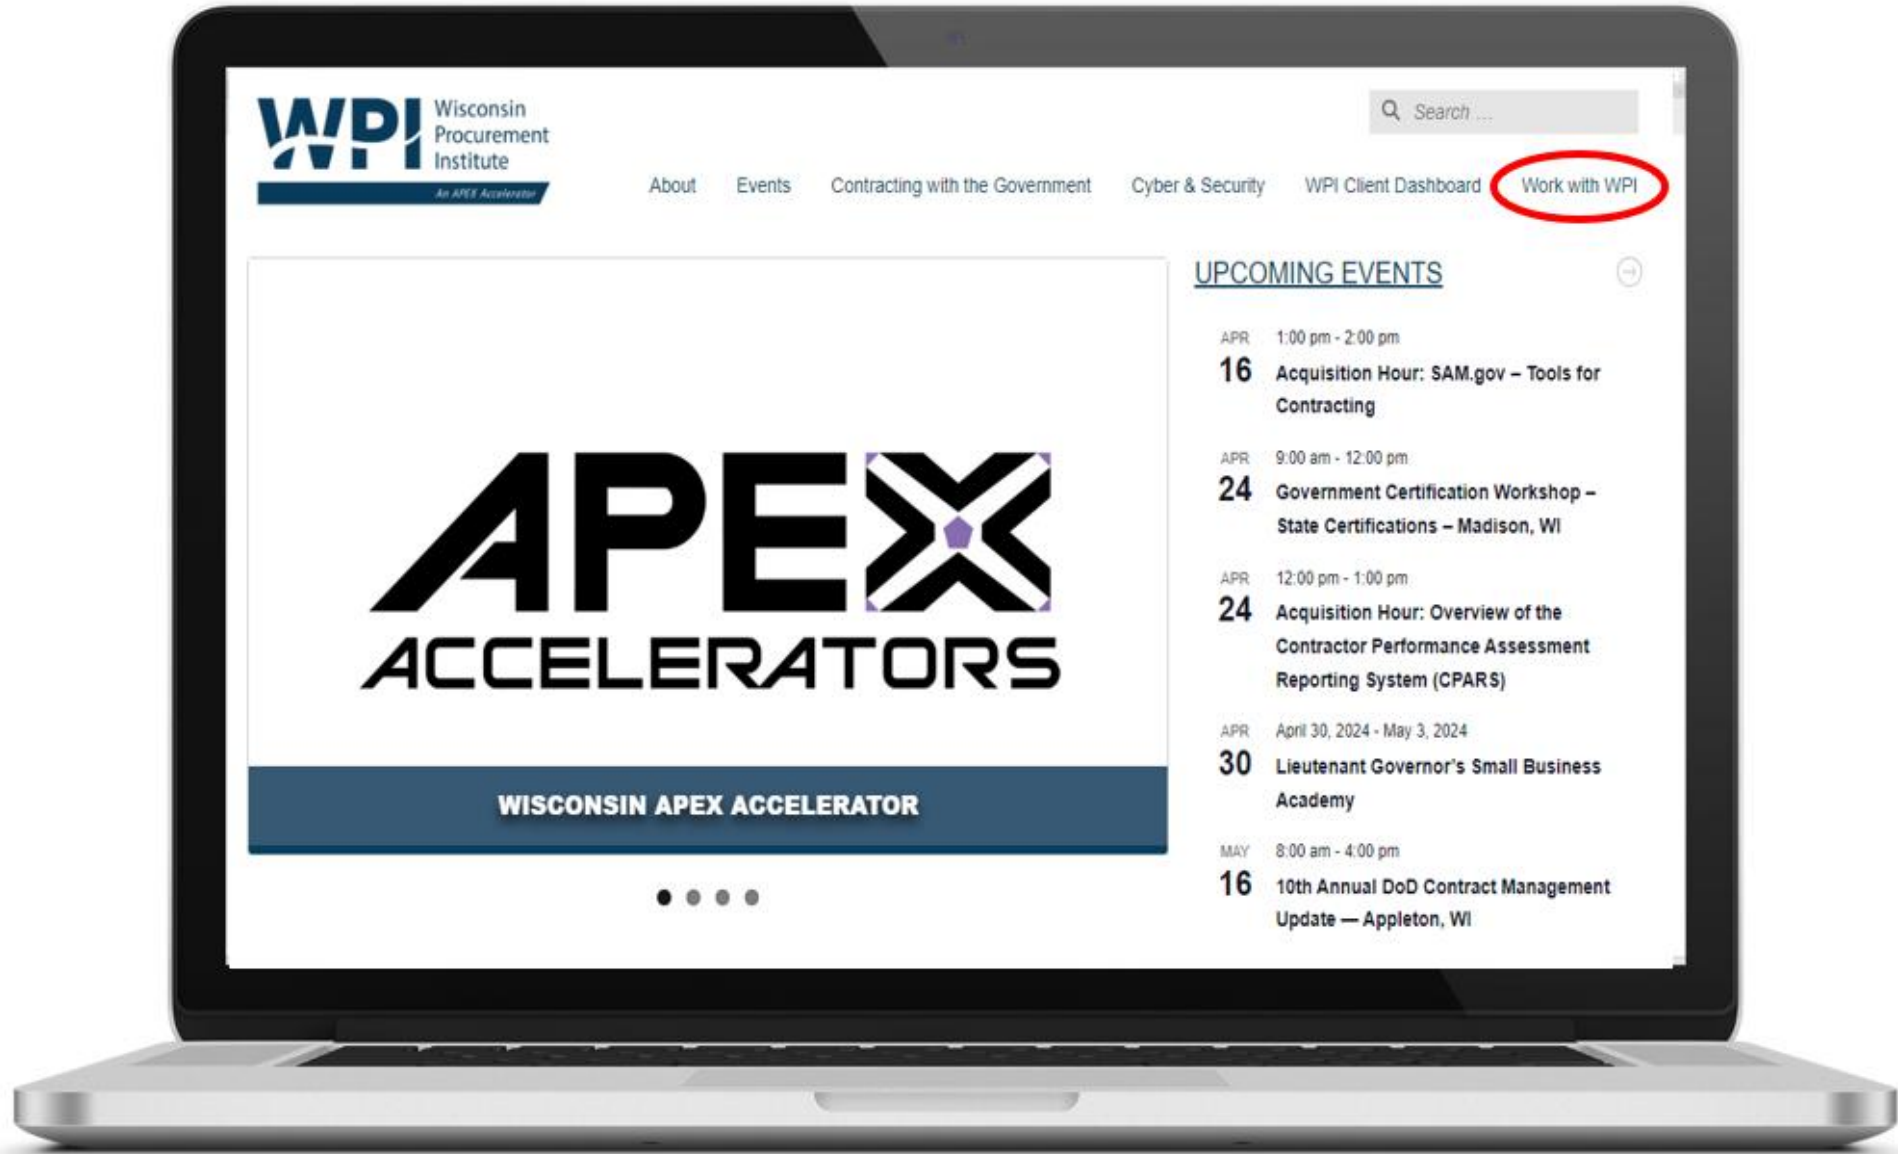 WPI
Wisconsin
Procurement
Institute
An APEX Accelerator
Search ...
About Events Contracting with the Government Cyber & Security WPI Client Dashboard Work with WPI
APEX
ACCELERATORS
WISCONSIN APEX ACCELERATOR
UPCOMING EVENTS
APR 1:00 pm - 2:00 pm
16 Acquisition Hour: SAM.gov – Tools for
Contracting
APR 9:00 am - 12:00 pm
24 Government Certification Workshop –
State Certifications – Madison, WI
APR 12:00 pm - 1:00 pm
24 Acquisition Hour: Overview of the
Contractor Performance Assessment
Reporting System (CPARS)
APR April 30, 2024 - May 3, 2024
30 Lieutenant Governor's Small Business
Academy
MAY 8:00 am - 4:00 pm
16 10th Annual DoD Contract Management
Update — Appleton, WI